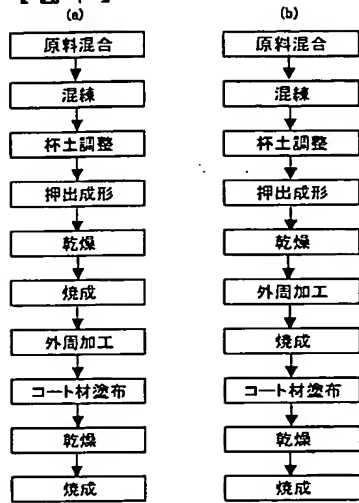 (a)
原料混合
混練
杯土調整
押出成形
乾燥
焼成
外周加工
コート材塗布
乾燥
焼成
(b)
原料混合
混練
杯土調整
押出成形
乾燥
外周加工
焼成
コート材塗布
乾燥
焼成